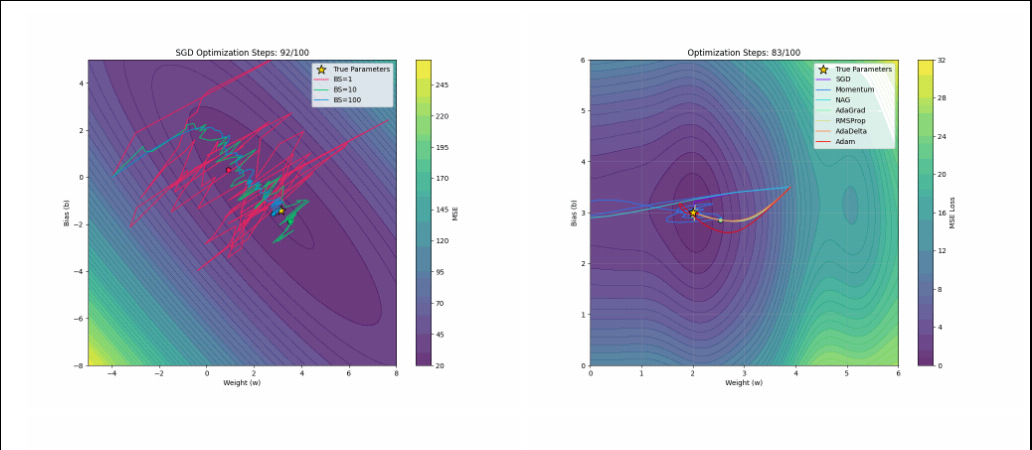 SGD Optimization Steps: 92/100
True Parameters
BS=1
BS=10
BS=100
4
2
0
−2
−4
−6
−8
Bias (b)
−4 −2 0 2 4 6 8
Weight (w)
245
220
195
170
145
120
95
70
45
20
MSE
Optimization Steps: 83/100
True Parameters
SGD
Momentum
NAG
AdaGrad
RMSProp
AdaDelta
Adam
6
5
4
3
2
1
0
Bias (b)
0 1 2 3 4 5 6
Weight (w)
32
28
24
20
16
12
8
4
0
MSE Loss